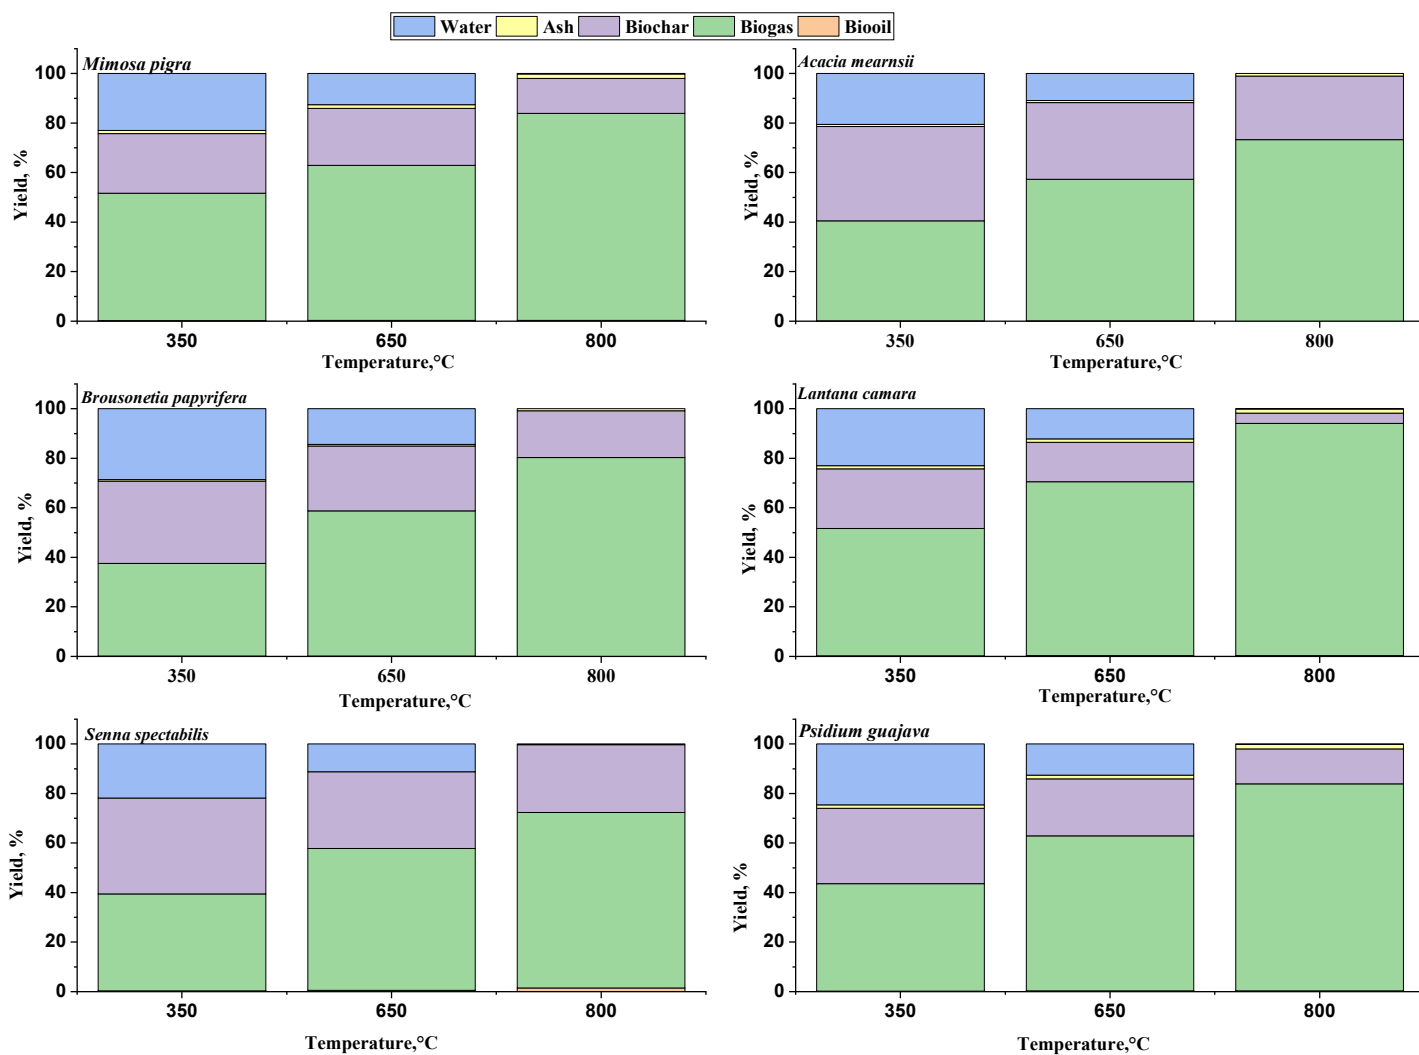 Water Ash Biochar Biogas Biooil
Mimosa pigra
Yield, %
100
80
60
40
20
0
350 650 800
Temperature,°C
Acacia mearnsii
Yield, %
100
80
60
40
20
0
350 650 800
Temperature,°C
Brousonetia papyrifera
Yield, %
100
80
60
40
20
0
350 650 800
Temperature,°C
Lantana camara
Yield, %
100
80
60
40
20
0
350 650 800
Temperature,°C
Senna spectabilis
Yield, %
100
80
60
40
20
0
350 650 800
Temperature,°C
Psidium guajava
Yield, %
100
80
60
40
20
0
350 650 800
Temperature,°C